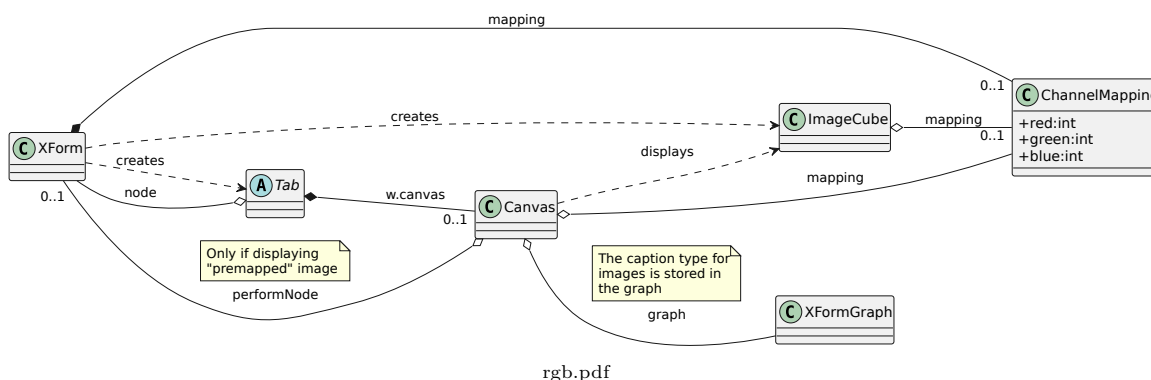 mapping
0..1
C ChannelMappin
+red:int
+green:int
+blue:int
creates
C ImageCube
mapping
0..1
C XForm
creates
displays
0..1
node
A Tab
w.canvas
0..1
C Canvas
mapping
Only if displaying
"premapped" image
performNode
The caption type for
images is stored in
the graph
graph
C XFormGraph
rgb.pdf